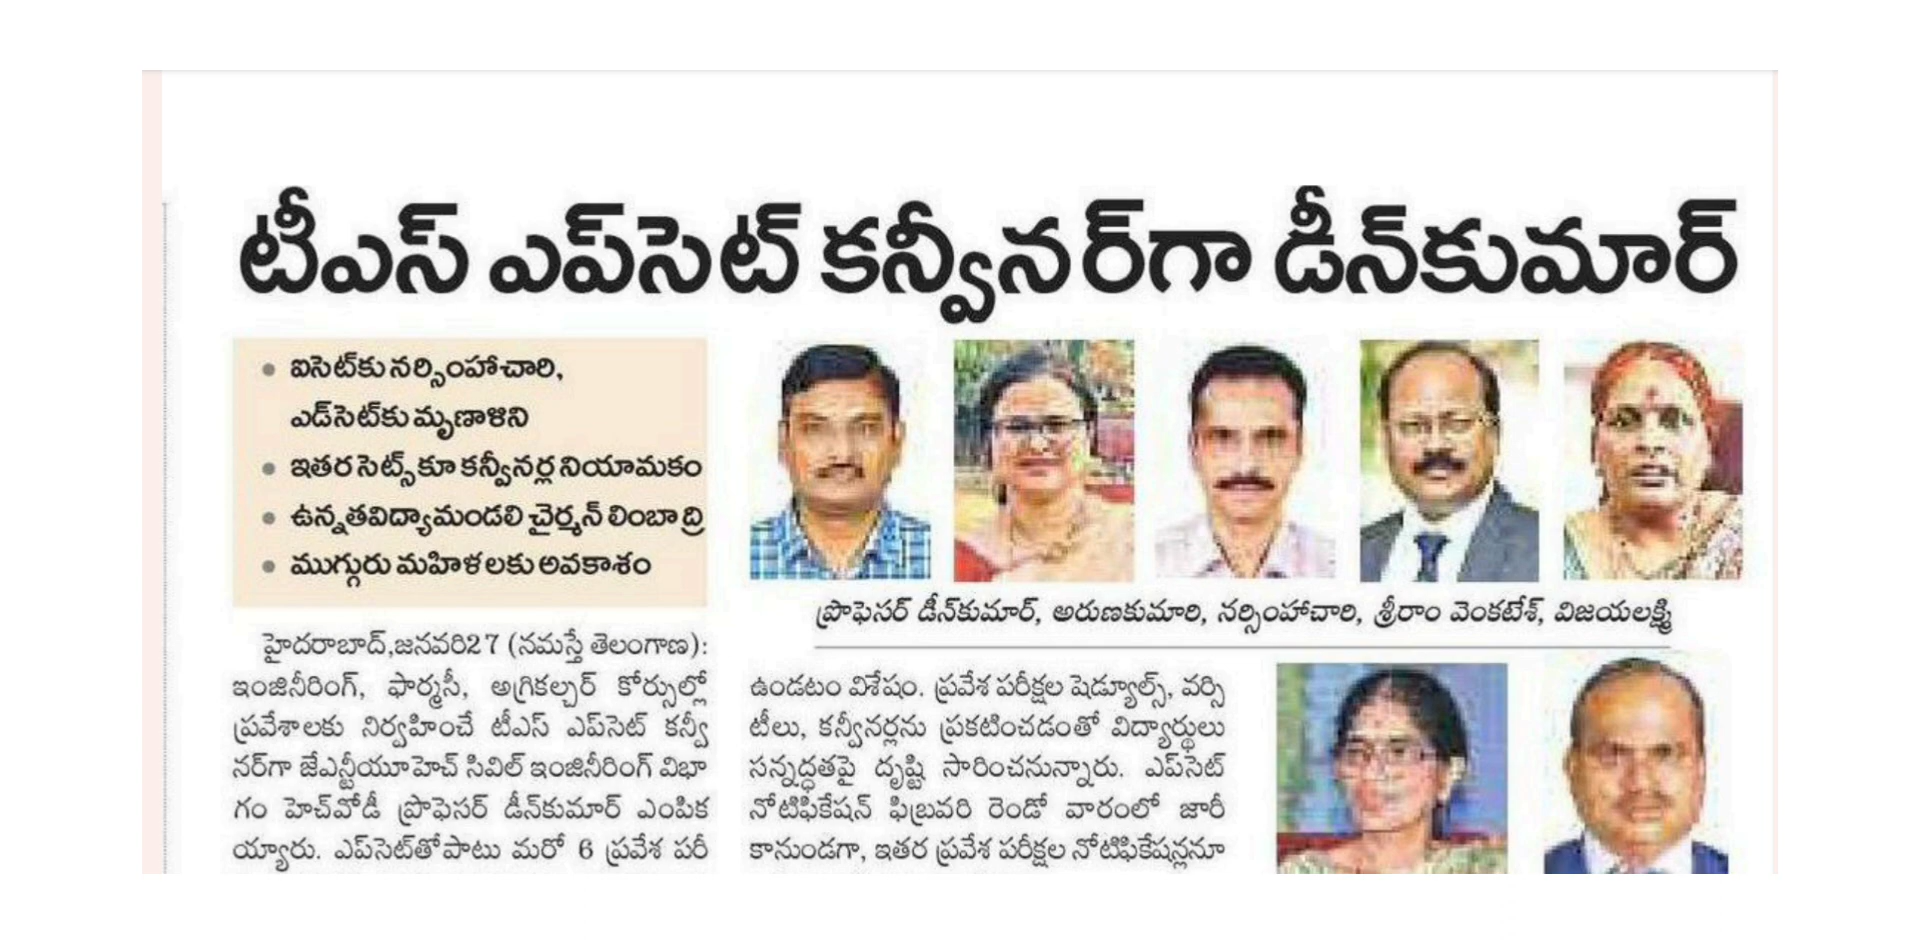 టీఎస్ ఎప్‌సెట్ కన్వీనర్‌గా డీన్‌కుమార్
• ఐసెట్‌కు నర్సింహాచారి,
ఎడ్‌సెట్‌కు మృణాళిని
• ఇతర సెట్స్‌కూ కన్వీనర్ల నియామకం
• ఉన్నతవిద్యామండలి చైర్మన్ లింబాద్రి
• ముగ్గురు మహిళలకు అవకాశం
ప్రొఫెసర్ డీన్‌కుమార్, అరుణకుమారి, నర్సింహాచారి, శ్రీరాం వెంకటేశ్, విజయలక్ష్మి
హైదరాబాద్,జనవరి27 (నమస్తే తెలంగాణ):
ఇంజినీరింగ్, ఫార్మసీ, అగ్రికల్చర్ కోర్సుల్లో
ప్రవేశాలకు నిర్వహించే టీఎస్ ఎప్‌సెట్ కన్వీ
నర్‌గా జేఎన్టీయూహెచ్ సివిల్ ఇంజినీరింగ్ విభా
గం హెచ్‌వోడీ ప్రొఫెసర్ డీన్‌కుమార్ ఎంపిక
య్యారు. ఎప్‌సెట్‌తోపాటు మరో 6 ప్రవేశ పరీ
ఉండటం విశేషం. ప్రవేశ పరీక్షల షెడ్యూల్స్, వర్సి
టీలు, కన్వీనర్లను ప్రకటించడంతో విద్యార్థులు
సన్నద్ధతపై దృష్టి సారించనున్నారు. ఎప్‌సెట్
నోటిఫికేషన్ ఫిబ్రవరి రెండో వారంలో జారీ
కానుండగా, ఇతర ప్రవేశ పరీక్షల నోటిఫికేషన్లనూ